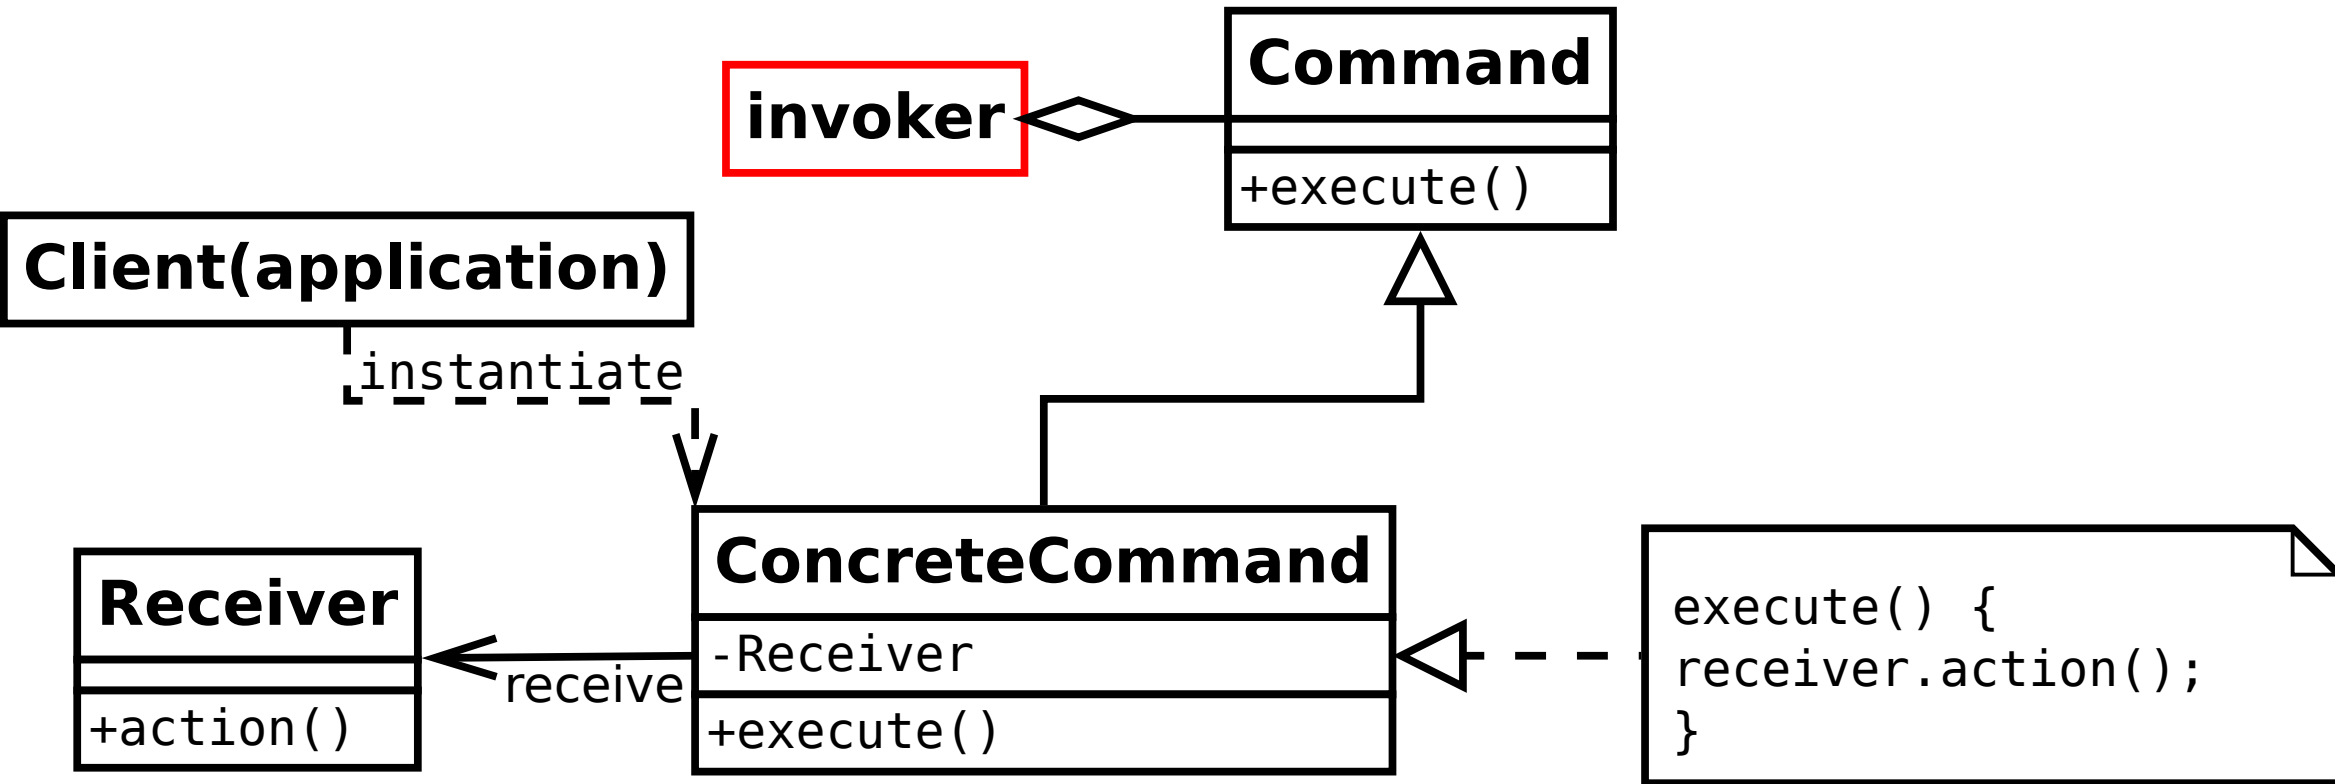 Command
+execute()
invoker
Client(application)
instantiate
ConcreteCommand
-Receiver
+execute()
Receiver
+action()
receive
execute() {
receiver.action();
}